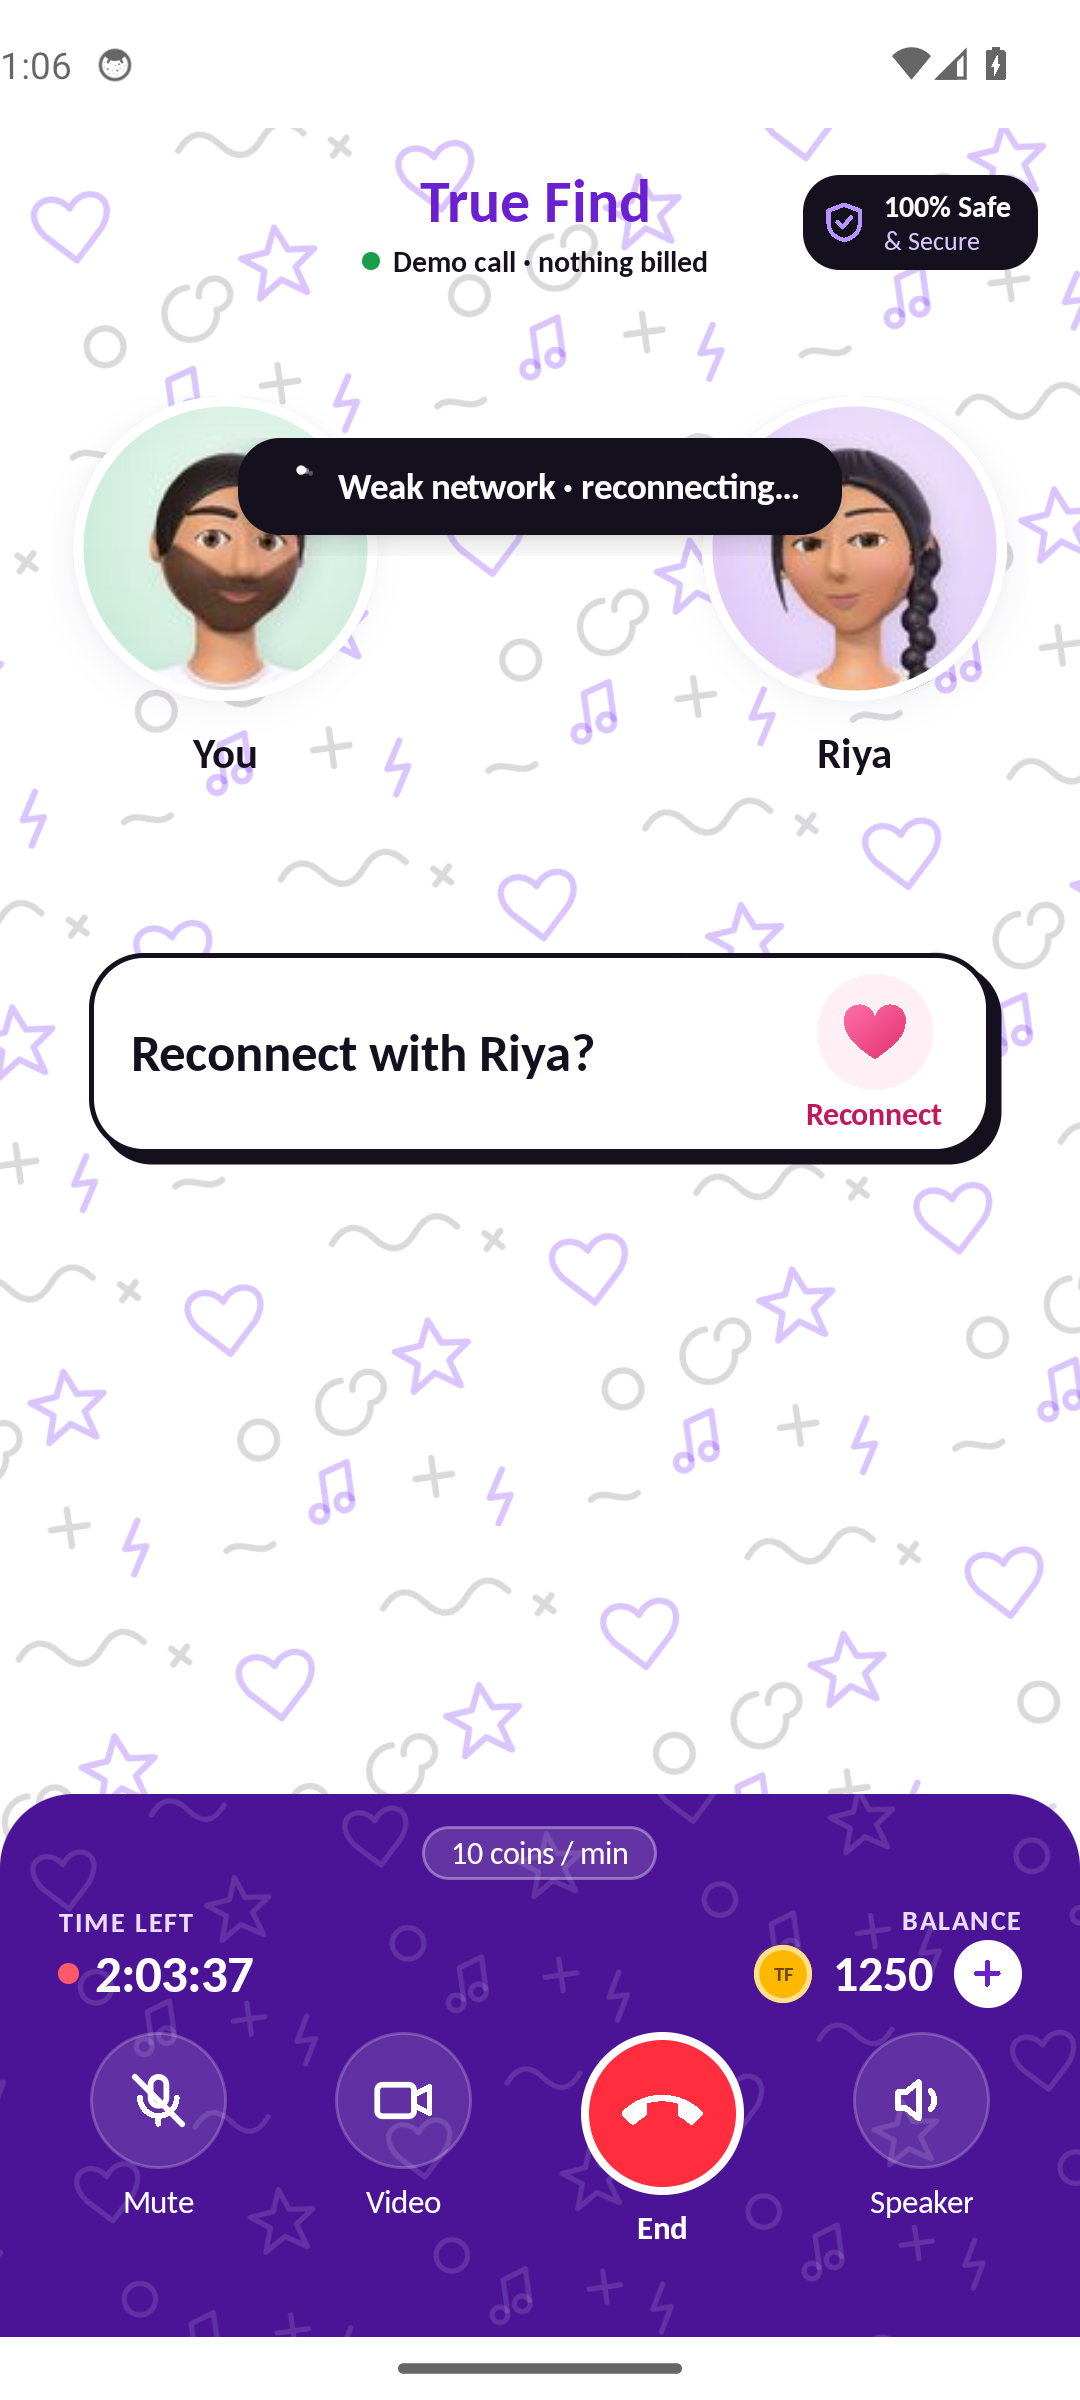 1:06
True Find
Demo call · nothing billed
100% Safe
& Secure
Weak network · reconnecting...
You
Riya
Reconnect with Riya?
Reconnect
10 coins / min
TIME LEFT
BALANCE
2:03:37
TF
1250
Mute
Video
End
Speaker